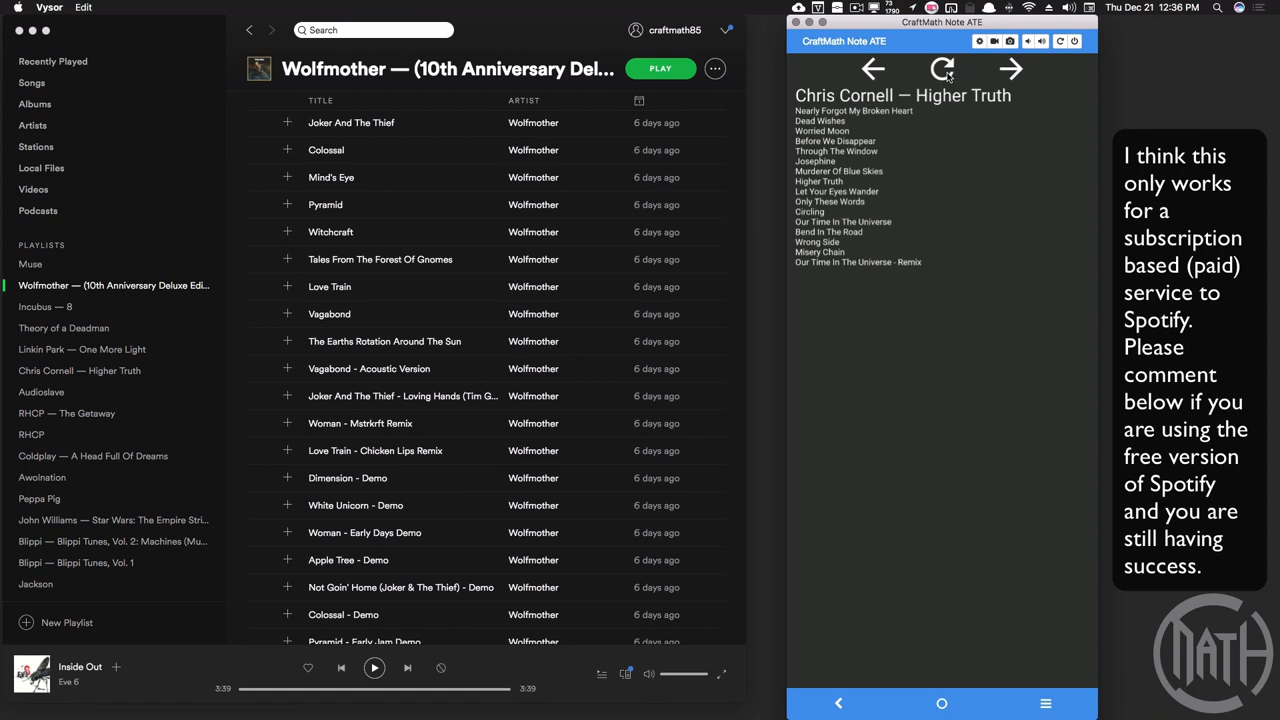 Vysor Edit
73
1790
Thu Dec 21 12:36 PM
Search
craftmath85
Recently Played
Songs
Albums
Artists
Stations
Local Files
Videos
Podcasts
PLAYLISTS
Muse
Wolfmother — (10th Anniversary Deluxe Edi...
Incubus — 8
Theory of a Deadman
Linkin Park — One More Light
Chris Cornell — Higher Truth
Audioslave
RHCP — The Getaway
RHCP
Coldplay — A Head Full Of Dreams
Awolnation
Peppa Pig
John Williams — Star Wars: The Empire Stri...
Blippi — Blippi Tunes, Vol. 2: Machines (Mu...
Blippi — Blippi Tunes, Vol. 1
Jackson
New Playlist
Wolfmother — (10th Anniversary Del...
PLAY
TITLE ARTIST
Joker And The Thief Wolfmother 6 days ago
Colossal Wolfmother 6 days ago
Mind's Eye Wolfmother 6 days ago
Pyramid Wolfmother 6 days ago
Witchcraft Wolfmother 6 days ago
Tales From The Forest Of Gnomes Wolfmother 6 days ago
Love Train Wolfmother 6 days ago
Vagabond Wolfmother 6 days ago
The Earths Rotation Around The Sun Wolfmother 6 days ago
Vagabond - Acoustic Version Wolfmother 6 days ago
Joker And The Thief - Loving Hands (Tim G... Wolfmother 6 days ago
Woman - Mstrkrft Remix Wolfmother 6 days ago
Love Train - Chicken Lips Remix Wolfmother 6 days ago
Dimension - Demo Wolfmother 6 days ago
White Unicorn - Demo Wolfmother 6 days ago
Woman - Early Days Demo Wolfmother 6 days ago
Apple Tree - Demo Wolfmother 6 days ago
Not Goin' Home (Joker & The Thief) - Demo Wolfmother 6 days ago
Colossal - Demo Wolfmother 6 days ago
Pyramid - Early Jam Demo Wolfmother 6 days ago
Inside Out
Eve 6
3:39 3:39
CraftMath Note ATE
CraftMath Note ATE
Chris Cornell — Higher Truth
Nearly Forgot My Broken Heart
Dead Wishes
Worried Moon
Before We Disappear
Through The Window
Josephine
Murderer Of Blue Skies
Higher Truth
Let Your Eyes Wander
Only These Words
Circling
Our Time In The Universe
Bend In The Road
Wrong Side
Misery Chain
Our Time In The Universe - Remix
I think this
only works
for a
subscription
based (paid)
service to
Spotify.
Please
comment
below if you
are using the
free version
of Spotify
and you are
still having
success.
MATH